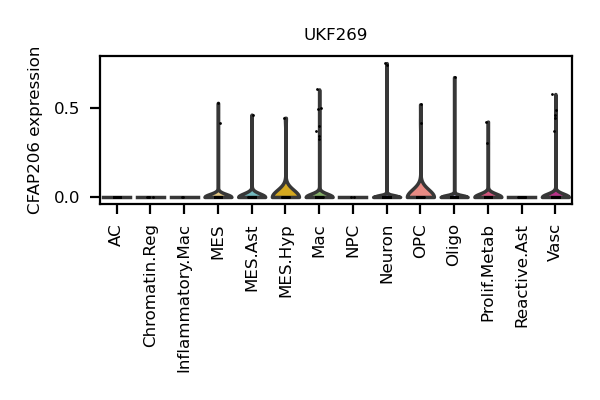 UKF269
CFAP206 expression
0.5
0.0
AC
Chromatin.Reg
Inflammatory.Mac
MES
MES.Ast
MES.Hyp
Mac
NPC
Neuron
OPC
Oligo
Prolif.Metab
Reactive.Ast
Vasc